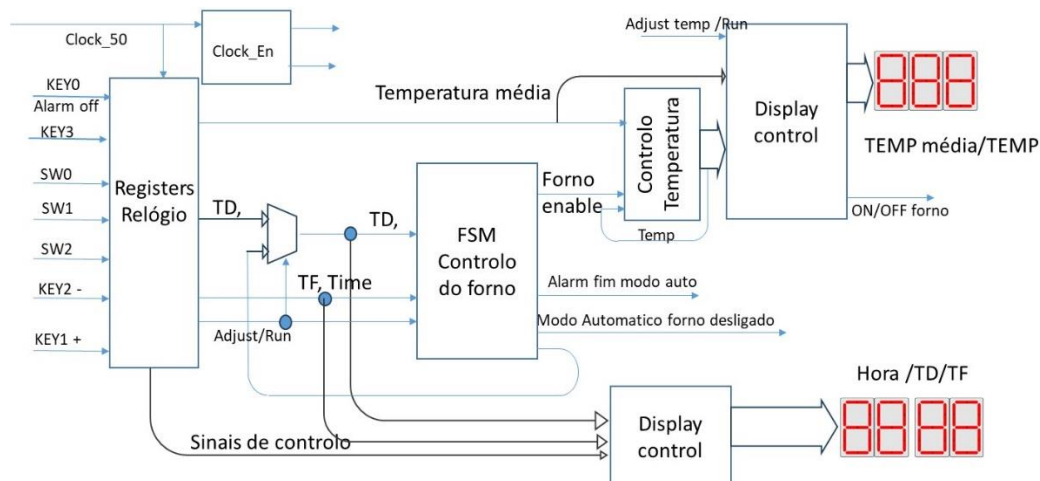 Clock_50
Clock_En
KEY0
Alarm off
KEY3
SW0
SW1
SW2
KEY2 -
KEY1 +
Registers
Relógio
Temperatura média
TD,
TD,
TF, Time
Adjust/Run
Sinais de controlo
FSM
Controlo
do forno
Forno
enable
Controlo
Temperatura
Temp
Adjust temp /Run
Display
control
TEMP média/TEMP
ON/OFF forno
Alarm fim modo auto
Modo Automatico forno desligado
Hora /TD/TF
Display
control